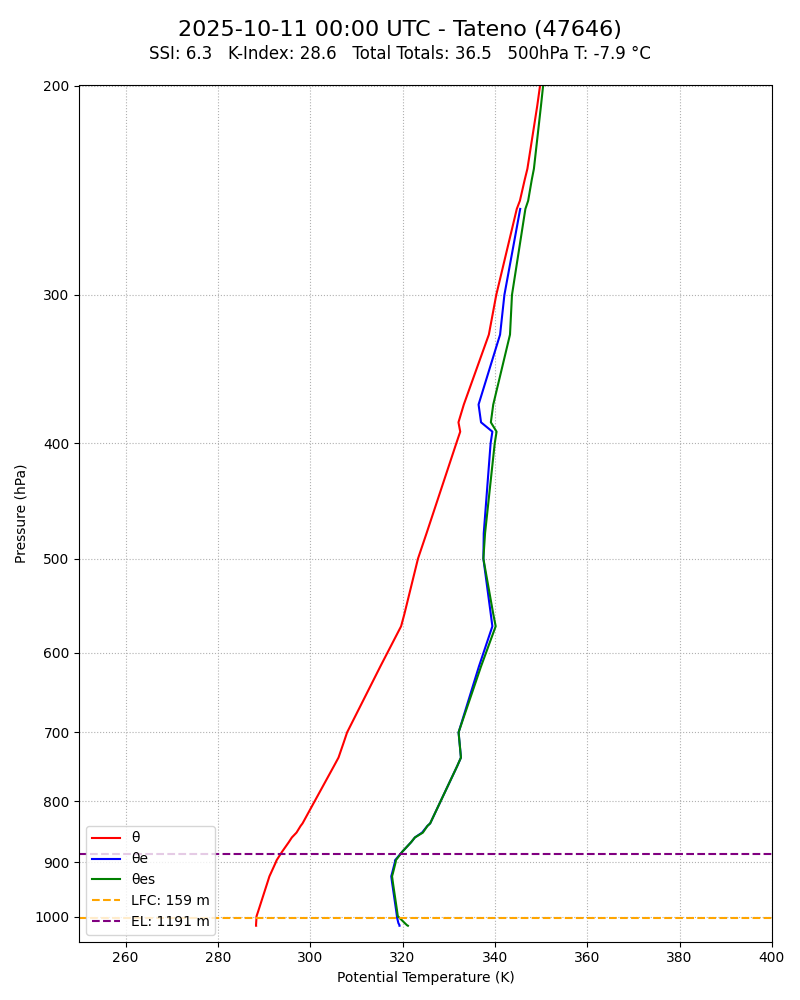 2025-10-11 00:00 UTC - Tateno (47646)
SSI: 6.3   K-Index: 28.6   Total Totals: 36.5   500hPa T: -7.9 °C
200
300
400
500
600
700
800
900
1000
Pressure (hPa)
θ
θe
θes
LFC: 159 m
EL: 1191 m
260 280 300 320 340 360 380 400
Potential Temperature (K)